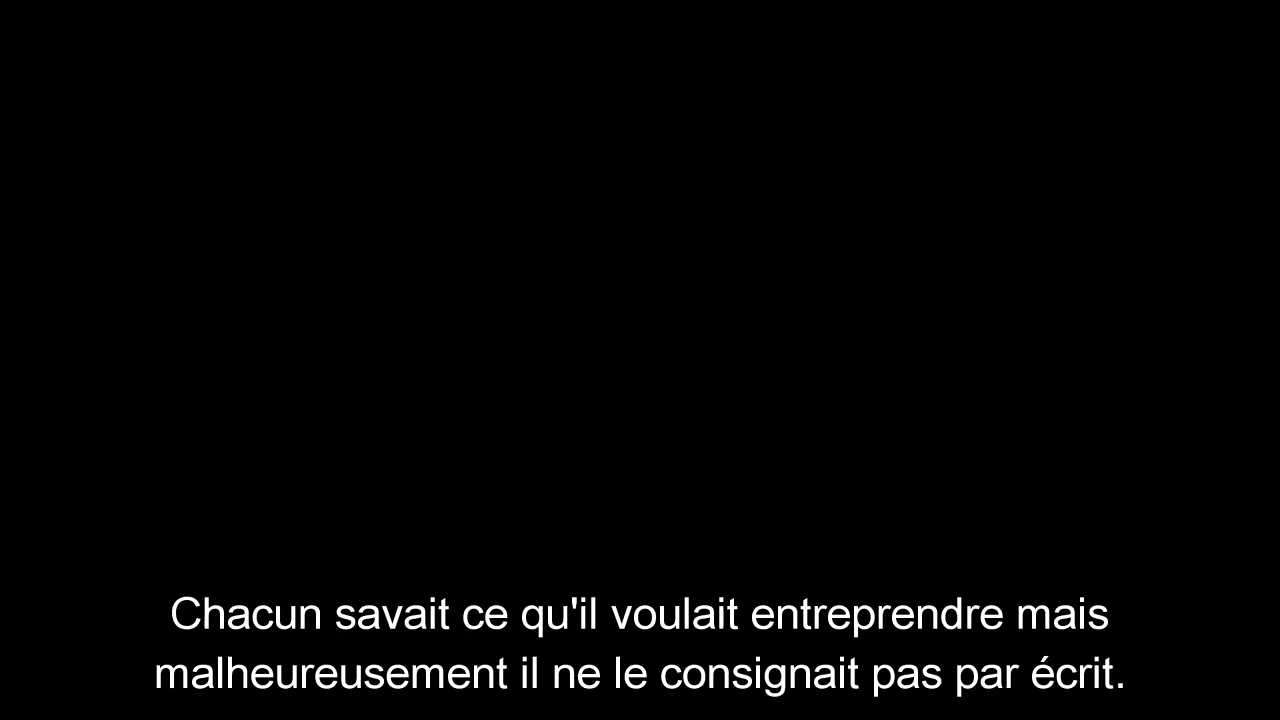 Chacun savait ce qu'il voulait entreprendre mais
malheureusement il ne le consignait pas par écrit.